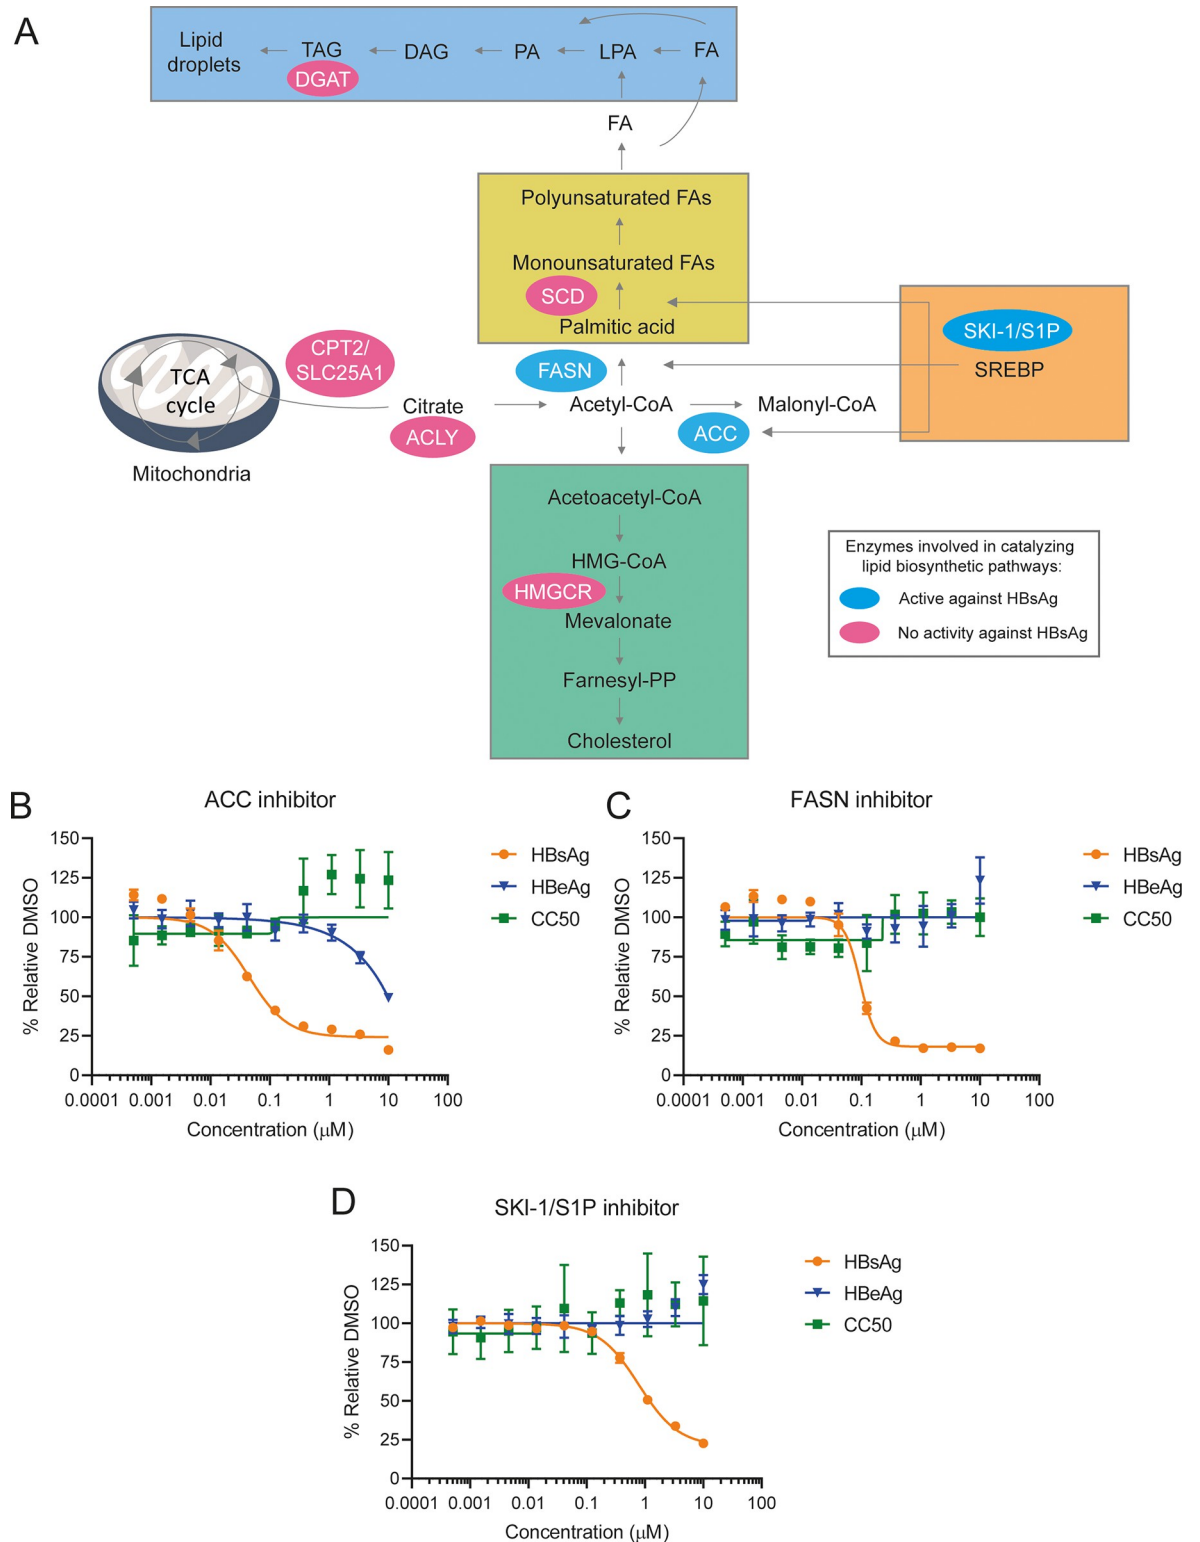 A
Lipid
droplets
TAG
DAG
PA
LPA
FA
DGAT
FA
Polyunsaturated FAs
Monounsaturated FAs
SCD
Palmitic acid
SKI-1/S1P
SREBP
CPT2/
SLC25A1
TCA
cycle
Mitochondria
FASN
Citrate
Acetyl-CoA
Malonyl-CoA
ACLY
ACC
Acetoacetyl-CoA
HMG-CoA
HMGCR
Mevalonate
Farnesyl-PP
Cholesterol
Enzymes involved in catalyzing
lipid biosynthetic pathways:
Active against HBsAg
No activity against HBsAg
B
ACC inhibitor
% Relative DMSO
150
125
100
75
50
25
0
0.0001 0.001 0.01 0.1 1 10 100
Concentration (μM)
HBsAg
HBeAg
CC50
C
FASN inhibitor
% Relative DMSO
150
125
100
75
50
25
0
0.0001 0.001 0.01 0.1 1 10 100
Concentration (μM)
HBsAg
HBeAg
CC50
D
SKI-1/S1P inhibitor
% Relative DMSO
150
125
100
75
50
25
0
0.0001 0.001 0.01 0.1 1 10 100
Concentration (μM)
HBsAg
HBeAg
CC50